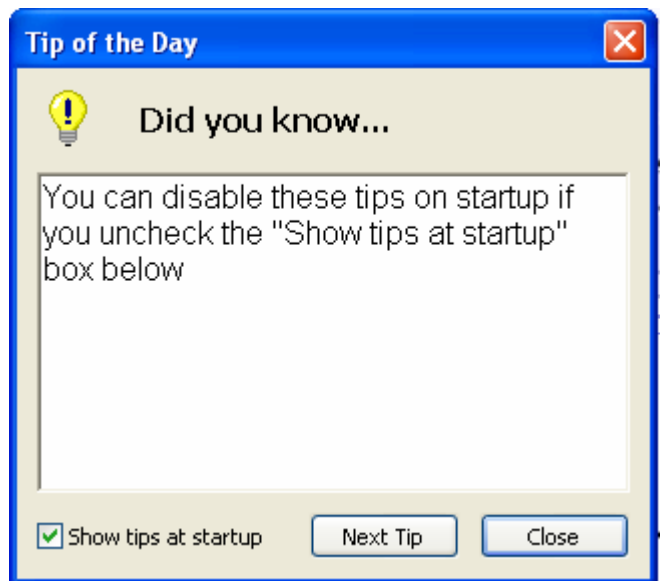 Tip of the Day
Did you know...
You can disable these tips on startup if
you uncheck the "Show tips at startup"
box below
Show tips at startup
Next Tip
Close